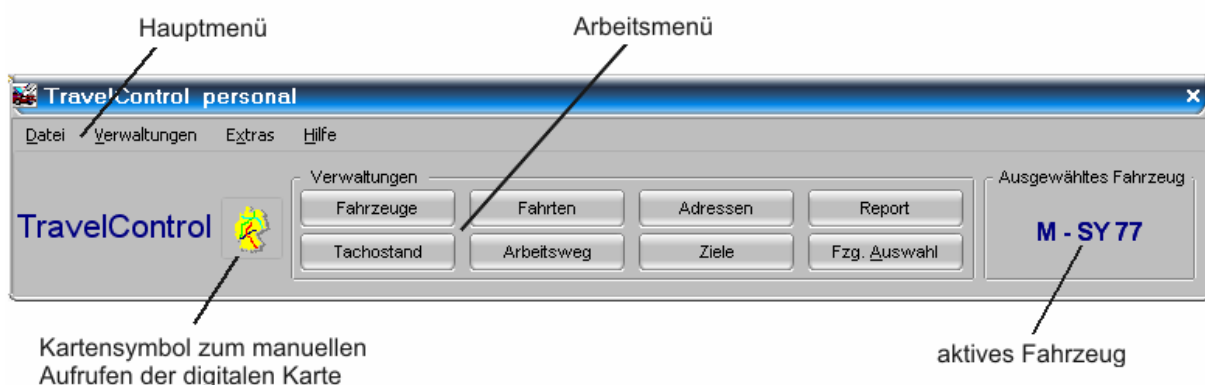 Hauptmenü
Arbeitsmenü
TravelControl personal
Datei Verwaltungen Extras Hilfe
Verwaltungen
Ausgewähltes Fahrzeug
Fahrzeuge Fahrten Adressen Report
TravelControl
M - SY 77
Tachostand Arbeitsweg Ziele Fzg. Auswahl
Kartensymbol zum manuellen
Aufrufen der digitalen Karte
aktives Fahrzeug